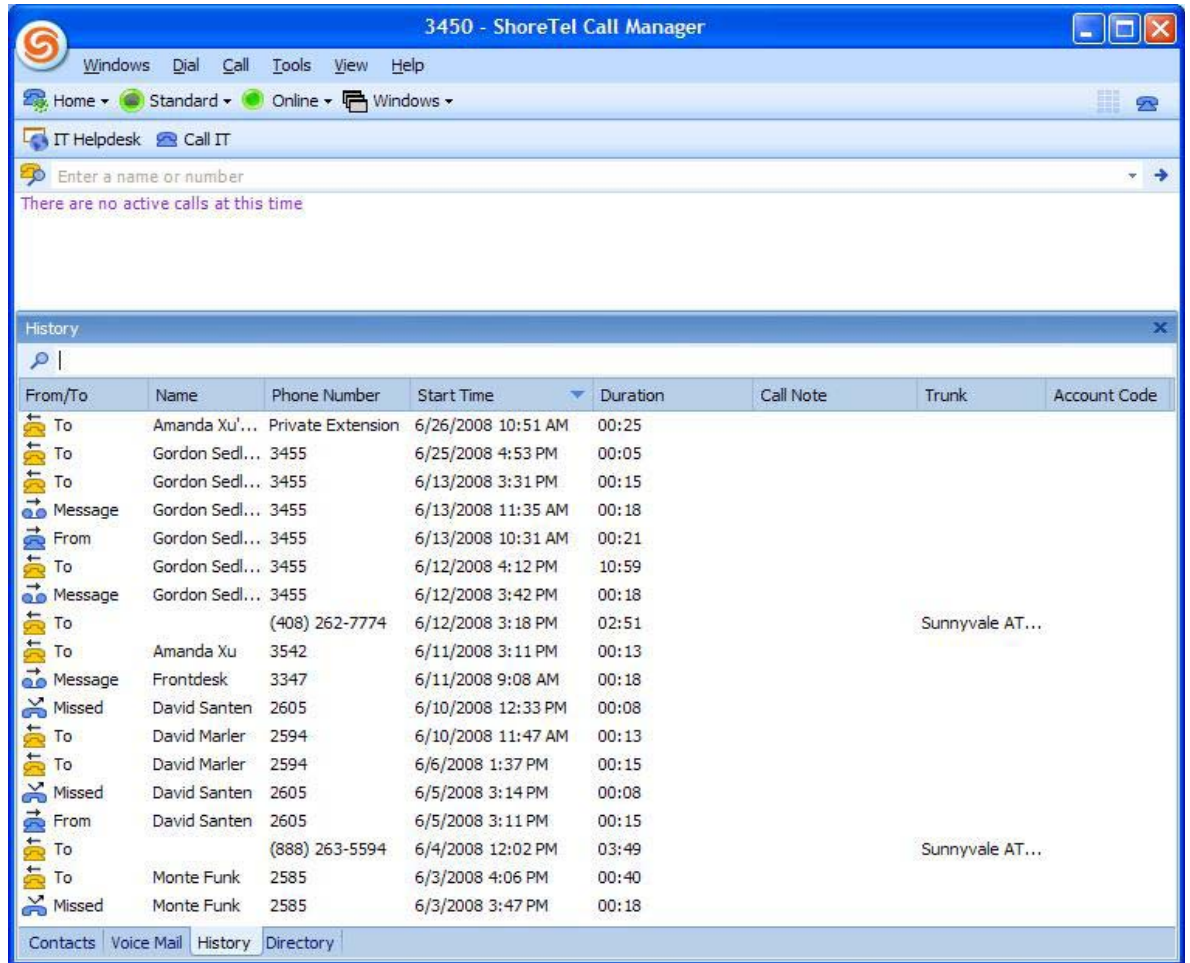 3450 - ShoreTel Call Manager
Windows Dial Call Tools View Help
Home Standard Online Windows
IT Helpdesk Call IT
Enter a name or number
There are no active calls at this time
History
From/To Name Phone Number Start Time Duration Call Note Trunk Account Code
To Amanda Xu'... Private Extension 6/26/2008 10:51 AM 00:25
To Gordon Sedl... 3455 6/25/2008 4:53 PM 00:05
To Gordon Sedl... 3455 6/13/2008 3:31 PM 00:15
Message Gordon Sedl... 3455 6/13/2008 11:35 AM 00:18
From Gordon Sedl... 3455 6/13/2008 10:31 AM 00:21
To Gordon Sedl... 3455 6/12/2008 4:12 PM 10:59
Message Gordon Sedl... 3455 6/12/2008 3:42 PM 00:18
To (408) 262-7774 6/12/2008 3:18 PM 02:51 Sunnyvale AT...
To Amanda Xu 3542 6/11/2008 3:11 PM 00:13
Message Frontdesk 3347 6/11/2008 9:08 AM 00:18
Missed David Santen 2605 6/10/2008 12:33 PM 00:08
To David Marler 2594 6/10/2008 11:47 AM 00:13
To David Marler 2594 6/6/2008 1:37 PM 00:15
Missed David Santen 2605 6/5/2008 3:14 PM 00:08
From David Santen 2605 6/5/2008 3:11 PM 00:15
To (888) 263-5594 6/4/2008 12:02 PM 03:49 Sunnyvale AT...
To Monte Funk 2585 6/3/2008 4:06 PM 00:40
Missed Monte Funk 2585 6/3/2008 3:47 PM 00:18
Contacts Voice Mail History Directory